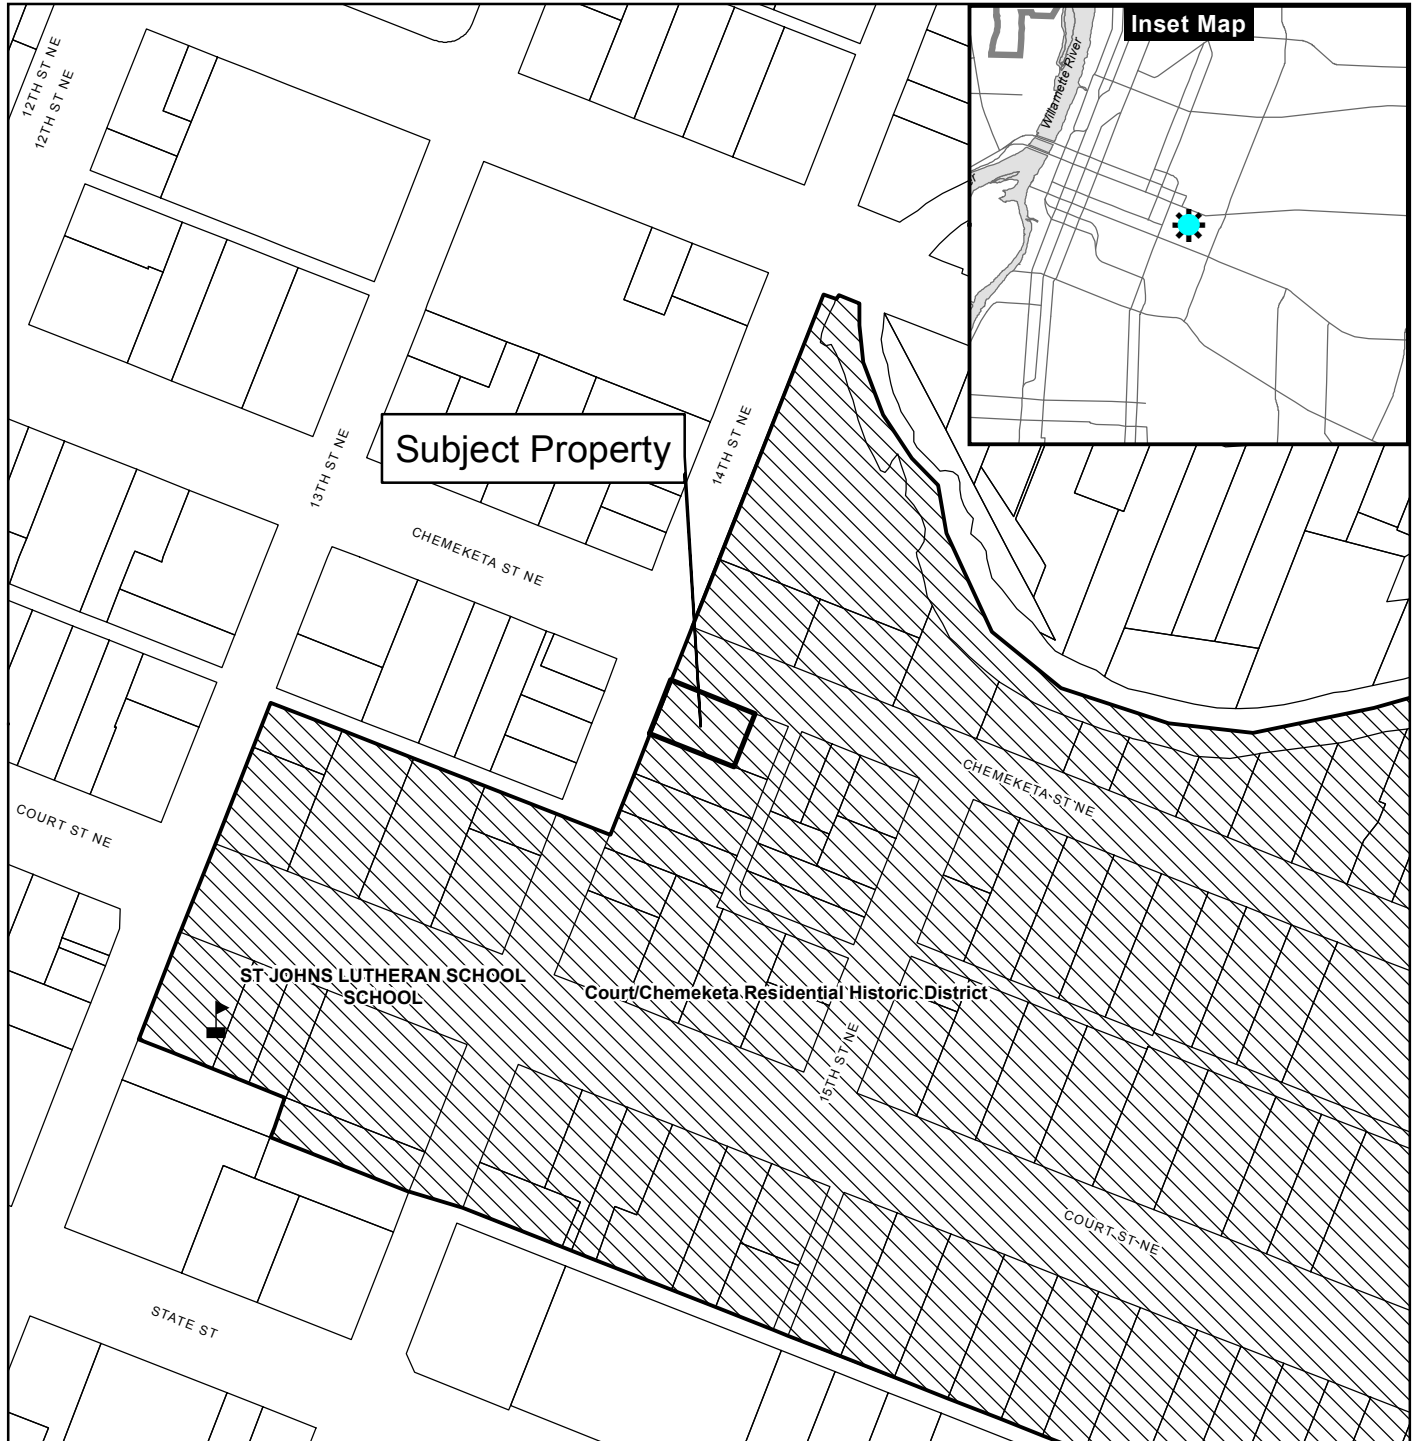 Inset Map
Willamette River
12TH ST NE
12TH ST NE
Subject Property
14TH ST NE
13TH ST NE
CHEMEKETA ST NE
CHEMEKETA ST NE
COURT ST NE
ST JOHNS LUTHERAN SCHOOL
SCHOOL
Court/Chemeketa Residential Historic District
15TH ST NE
COURT ST NE
STATE ST